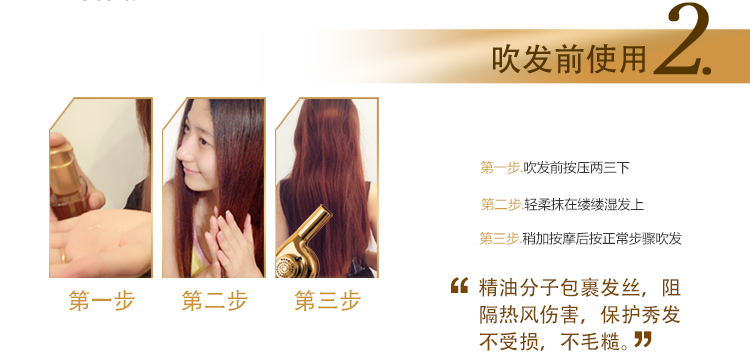 吹发前使用 2.
第一步.吹发前按压两三下
第二步.轻柔抹在缕缕湿发上
第三步.稍加按摩后按正常步骤吹发
第一步 第二步 第三步
“精油分子包裹发丝，阻
隔热风伤害，保护秀发
不受损，不毛糙。”